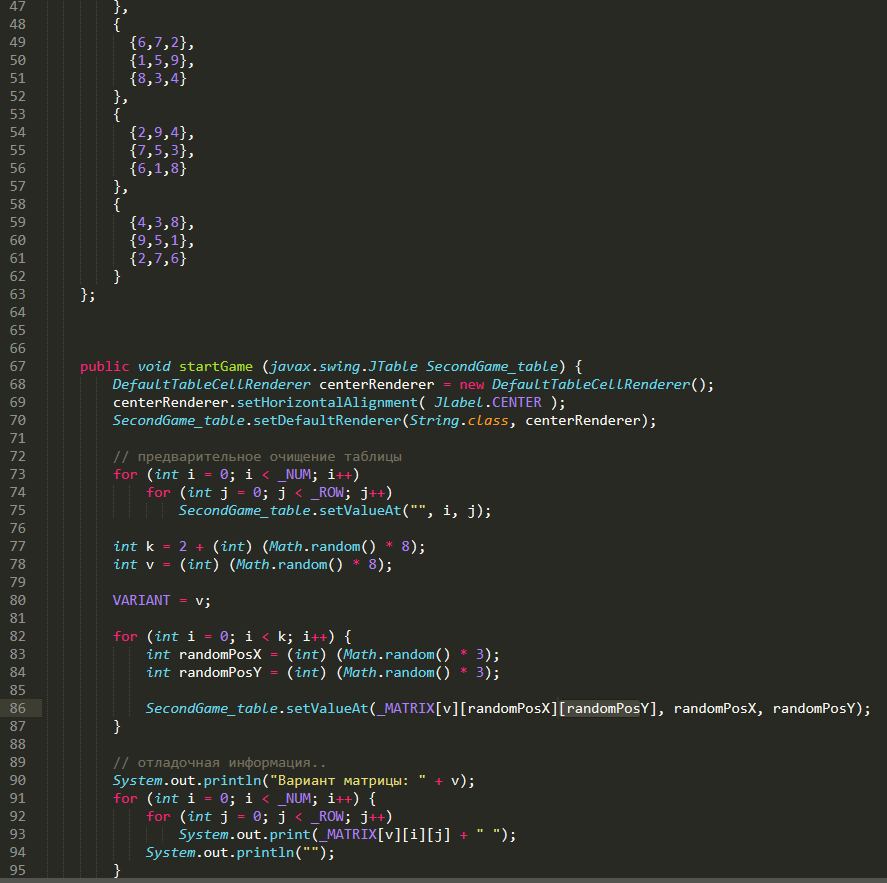 47 },
48 {
49 {6,7,2},
50 {1,5,9},
51 {8,3,4}
52 },
53 {
54 {2,9,4},
55 {7,5,3},
56 {6,1,8}
57 },
58 {
59 {4,3,8},
60 {9,5,1},
61 {2,7,6}
62 }
63 };
64
65
66
67 public void startGame (javax.swing.JTable SecondGame_table) {
68 DefaultTableCellRenderer centerRenderer = new DefaultTableCellRenderer();
69 centerRenderer.setHorizontalAlignment( JLabel.CENTER );
70 SecondGame_table.setDefaultRenderer(String.class, centerRenderer);
71
72 // предварительное очищение таблицы
73 for (int i = 0; i < _NUM; i++)
74 for (int j = 0; j < _ROW; j++)
75 SecondGame_table.setValueAt("", i, j);
76
77 int k = 2 + (int) (Math.random() * 8);
78 int v = (int) (Math.random() * 8);
79
80 VARIANT = v;
81
82 for (int i = 0; i < k; i++) {
83 int randomPosX = (int) (Math.random() * 3);
84 int randomPosY = (int) (Math.random() * 3);
85
86 SecondGame_table.setValueAt(_MATRIX[v][randomPosX][randomPosY], randomPosX, randomPosY);
87 }
88
89 // отладочная информация..
90 System.out.println("Вариант матрицы: " + v);
91 for (int i = 0; i < _NUM; i++) {
92 for (int j = 0; j < _ROW; j++)
93 System.out.print(_MATRIX[v][i][j] + " ");
94 System.out.println("");
95 }